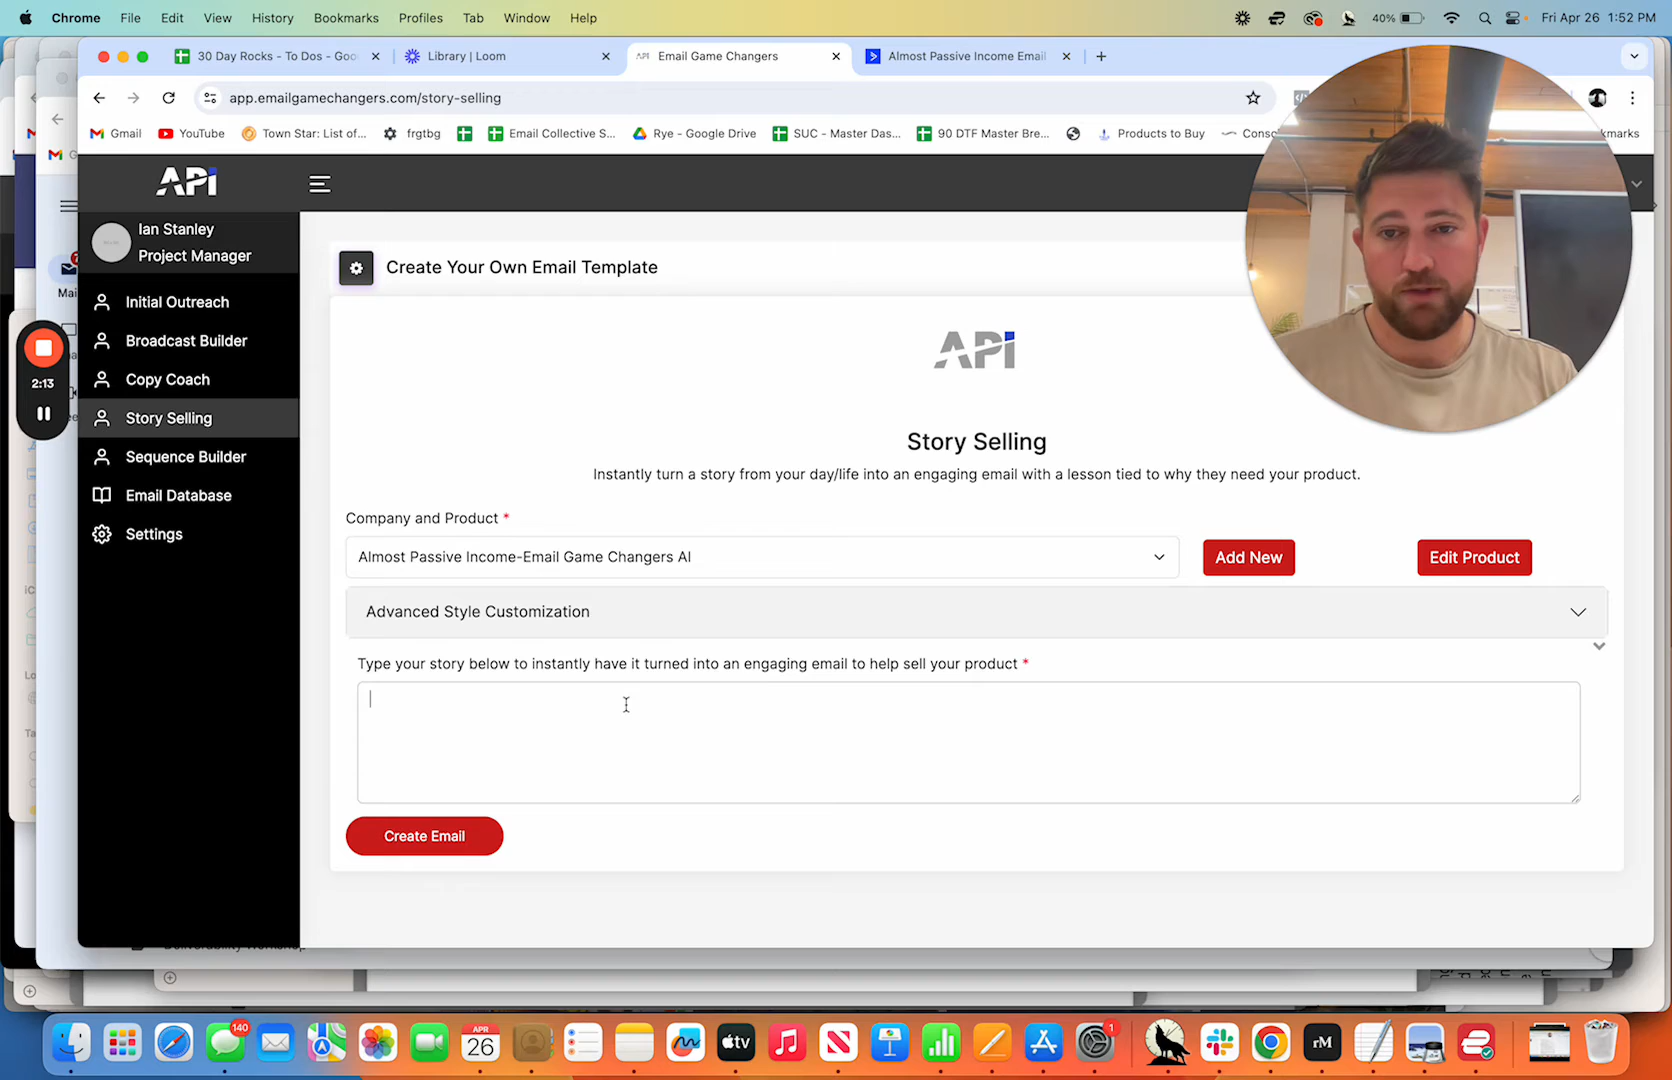 Chrome File Edit View History Bookmarks Profiles Tab Window Help
40% Fri Apr 26 1:52 PM
30 Day Rocks - To Dos - Goo
Library | Loom
API Email Game Changers
Almost Passive Income Email
app.emailgamechangers.com/story-selling
Gmail
YouTube
Town Star: List of...
frgtbg
Email Collective S...
Rye - Google Drive
SUC - Master Das...
90 DTF Master Bre...
Products to Buy
API
Ian Stanley
Project Manager
Initial Outreach
Broadcast Builder
Copy Coach
Story Selling
Sequence Builder
Email Database
Settings
2:13
Create Your Own Email Template
API
Story Selling
Instantly turn a story from your day/life into an engaging email with a lesson tied to why they need your product.
Company and Product *
Almost Passive Income-Email Game Changers AI
Add New
Edit Product
Advanced Style Customization
Type your story below to instantly have it turned into an engaging email to help sell your product *
Create Email
140
APR
26
tv
N
rM
1